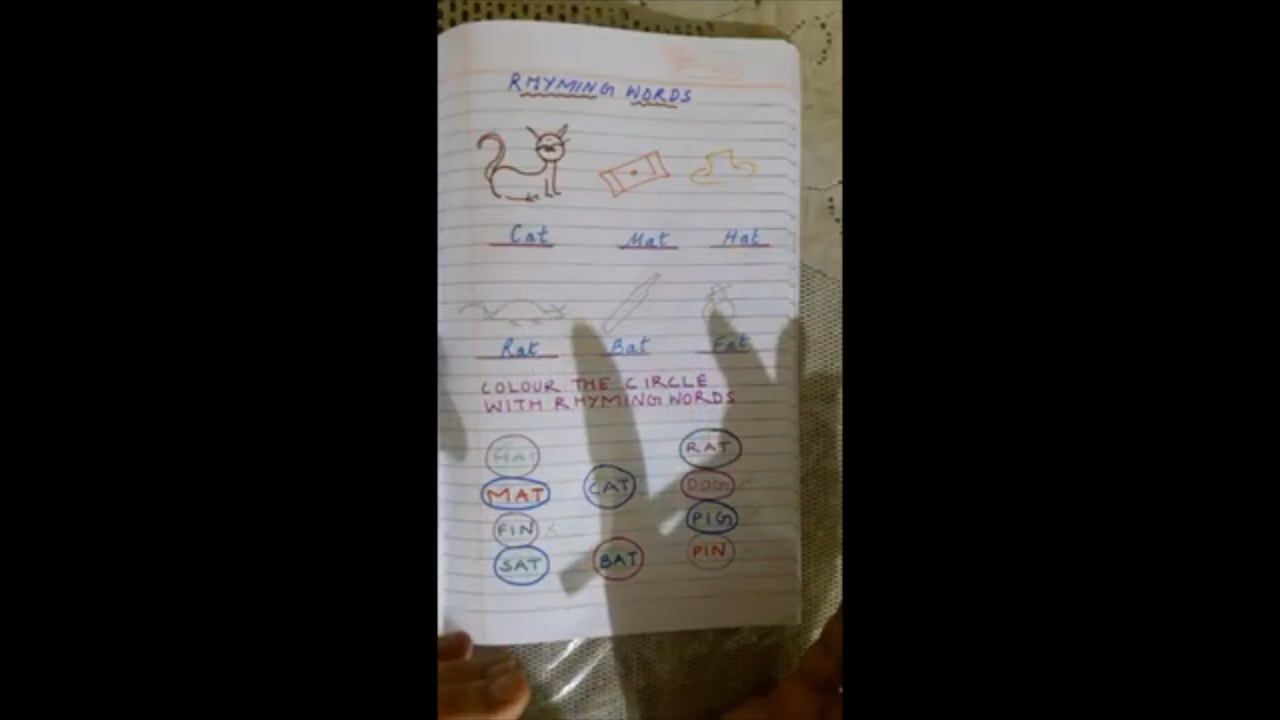 RHYMING WORDS
Cat Mat Hat
Rat Bat Fat
COLOUR THE CIRCLE
WITH RHYMING WORDS
HAT RAT
MAT CAT DOG
FIN PIG
SAT BAT PIN